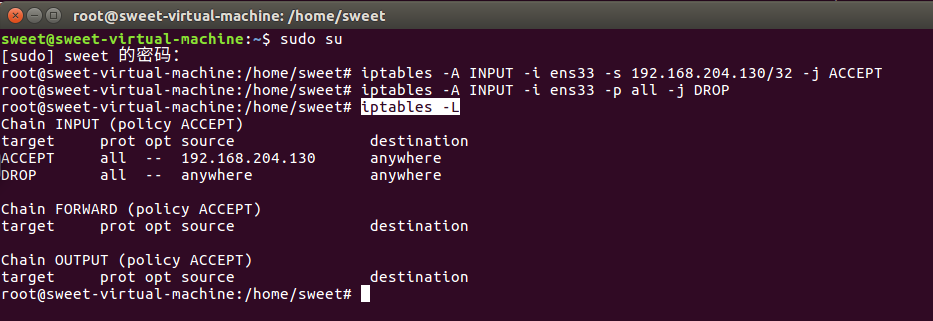 root@sweet-virtual-machine: /home/sweet
sweet@sweet-virtual-machine:~$ sudo su
[sudo] sweet 的密码：
root@sweet-virtual-machine:/home/sweet# iptables -A INPUT -i ens33 -s 192.168.204.130/32 -j ACCEPT
root@sweet-virtual-machine:/home/sweet# iptables -A INPUT -i ens33 -p all -j DROP
root@sweet-virtual-machine:/home/sweet# iptables -L
Chain INPUT (policy ACCEPT)
target     prot opt source               destination
ACCEPT     all  --  192.168.204.130      anywhere
DROP       all  --  anywhere             anywhere

Chain FORWARD (policy ACCEPT)
target     prot opt source               destination

Chain OUTPUT (policy ACCEPT)
target     prot opt source               destination
root@sweet-virtual-machine:/home/sweet#